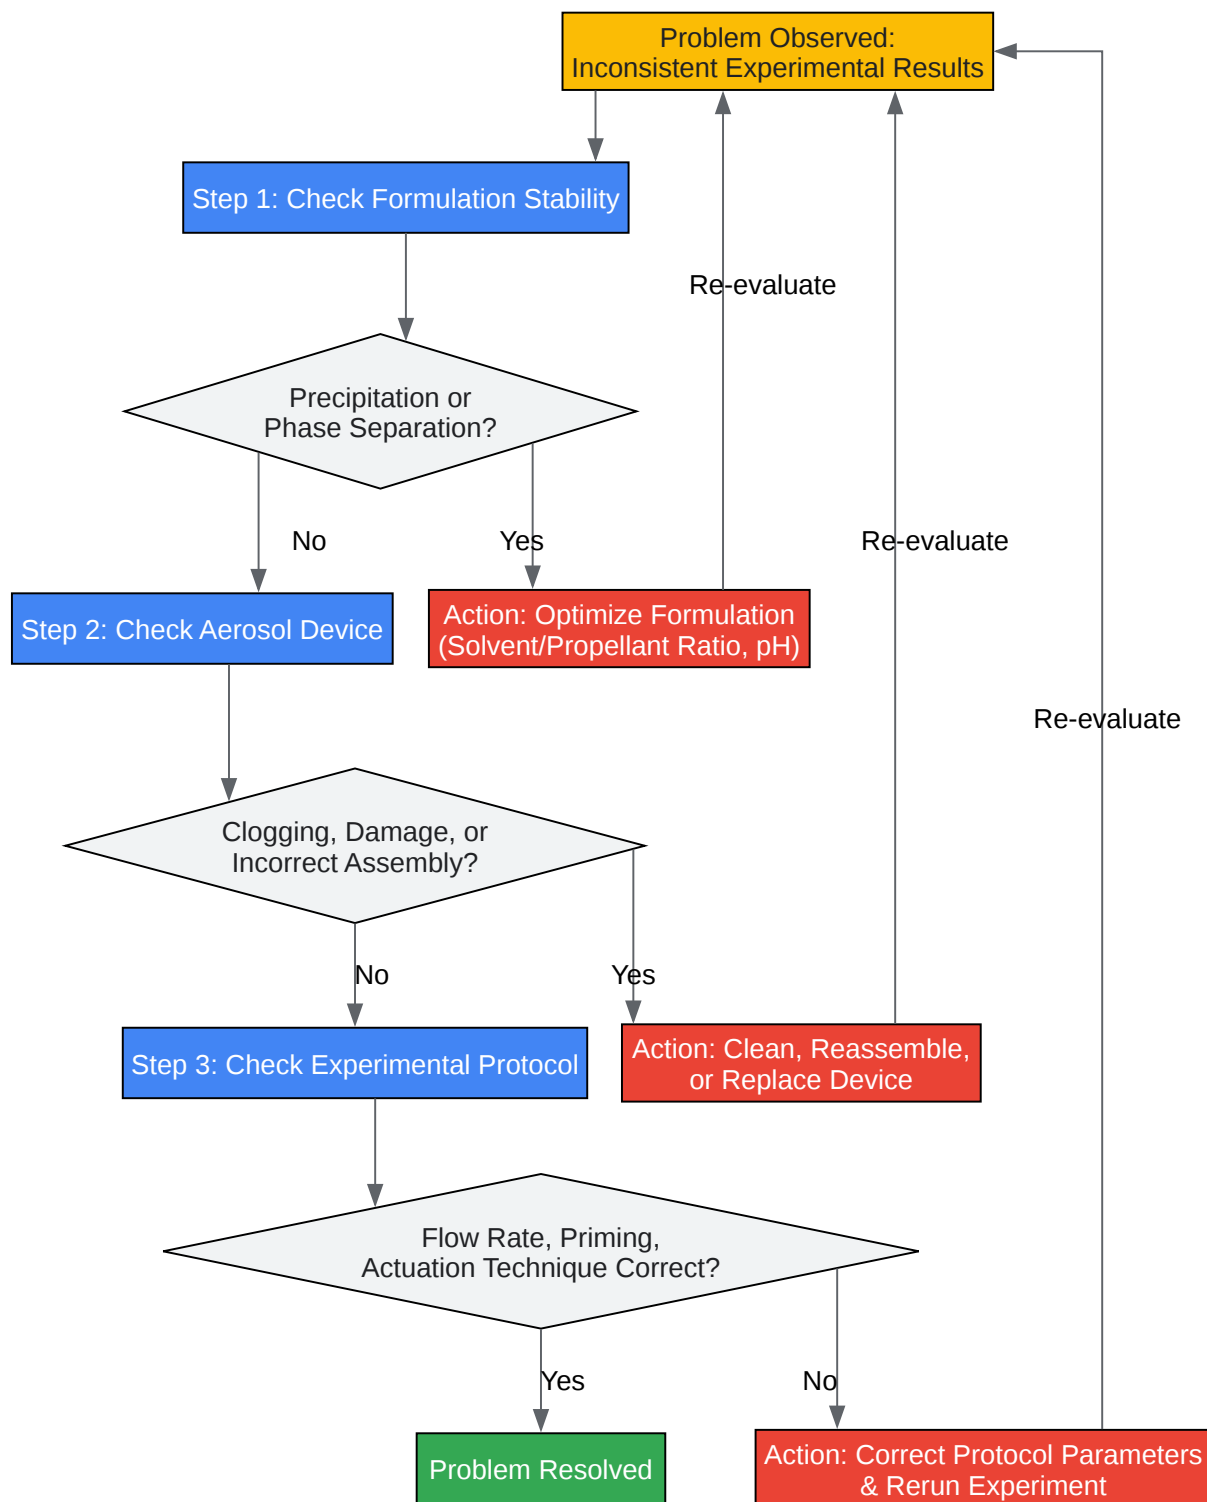 Problem Observed:
Inconsistent Experimental Results
Step 1: Check Formulation Stability
Re-evaluate
Precipitation or
Phase Separation?
No
Yes
Re-evaluate
Step 2: Check Aerosol Device
Action: Optimize Formulation
(Solvent/Propellant Ratio, pH)
Re-evaluate
Clogging, Damage, or
Incorrect Assembly?
No
Yes
Step 3: Check Experimental Protocol
Action: Clean, Reassemble,
or Replace Device
Flow Rate, Priming,
Actuation Technique Correct?
Yes
No
Problem Resolved
Action: Correct Protocol Parameters
& Rerun Experiment